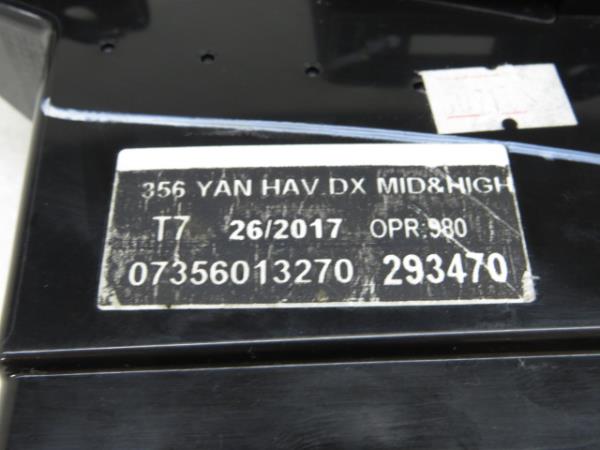 356 YAN HAV.DX MID&HIGH
T7 26/2017 OPR:980
07356013270 293470